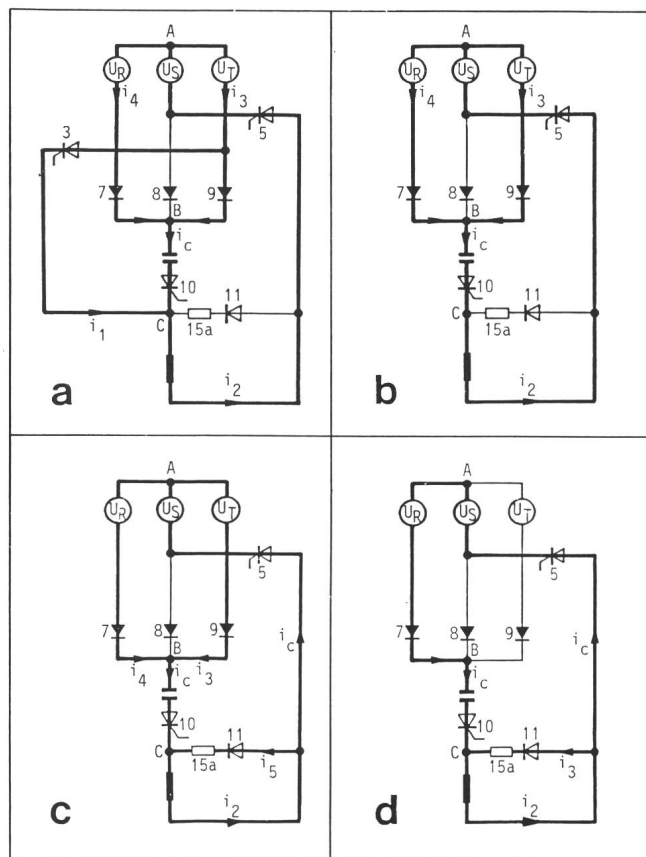 A
U_R U_S U_T
i_4 i_3
5
3
7 8 9
B
i_c
10
11
C
15a
i_1
i_2
a
A
U_R U_S U_T
i_4 3
5
7 8 9
B
i_c
10
11
C
15a
i_2
b
A
U_R U_S U_T
5
7 8 9
B
i_c
i_4 i_c i_3
10
11
C
15a i_5
i_2
c
A
U_R U_S U_T
5
7 8 9
B
i_c
i_c
10
11
C
15a i_3
i_2
d